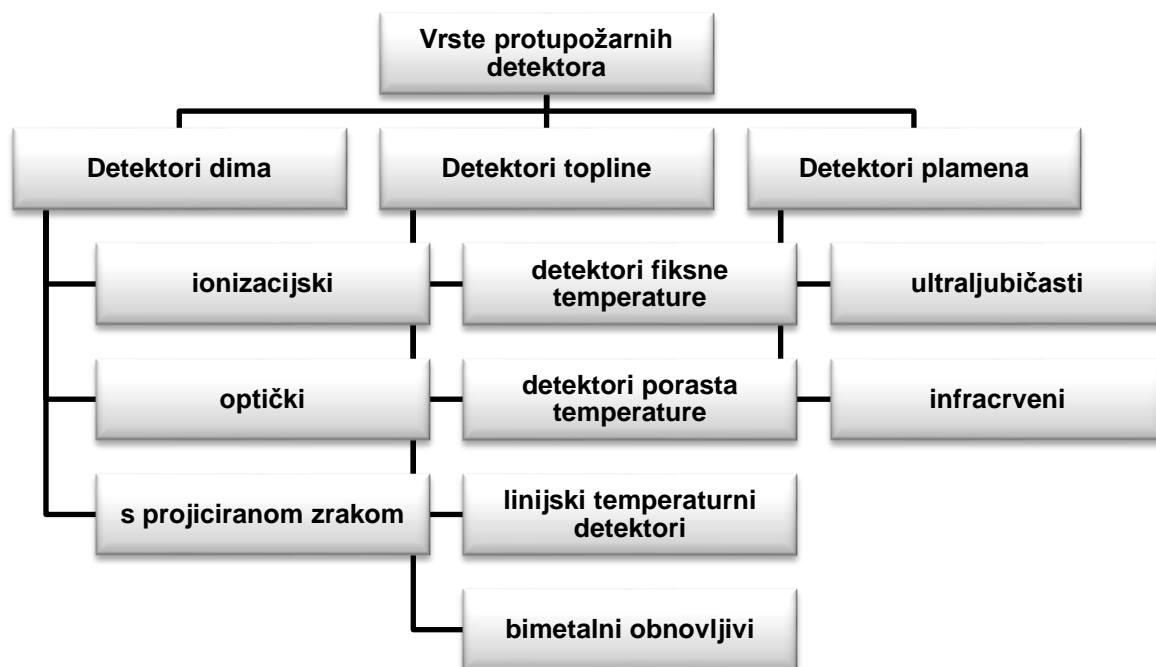 Vrste protupožarnih
detektora
Detektori dima
Detektori topline
Detektori plamena
ionizacijski
detektori fiksne
temperature
ultraljubičasti
optički
detektori porasta
temperature
infracrveni
s projiciranom zrakom
linijski temperaturni
detektori
bimetalni obnovljivi